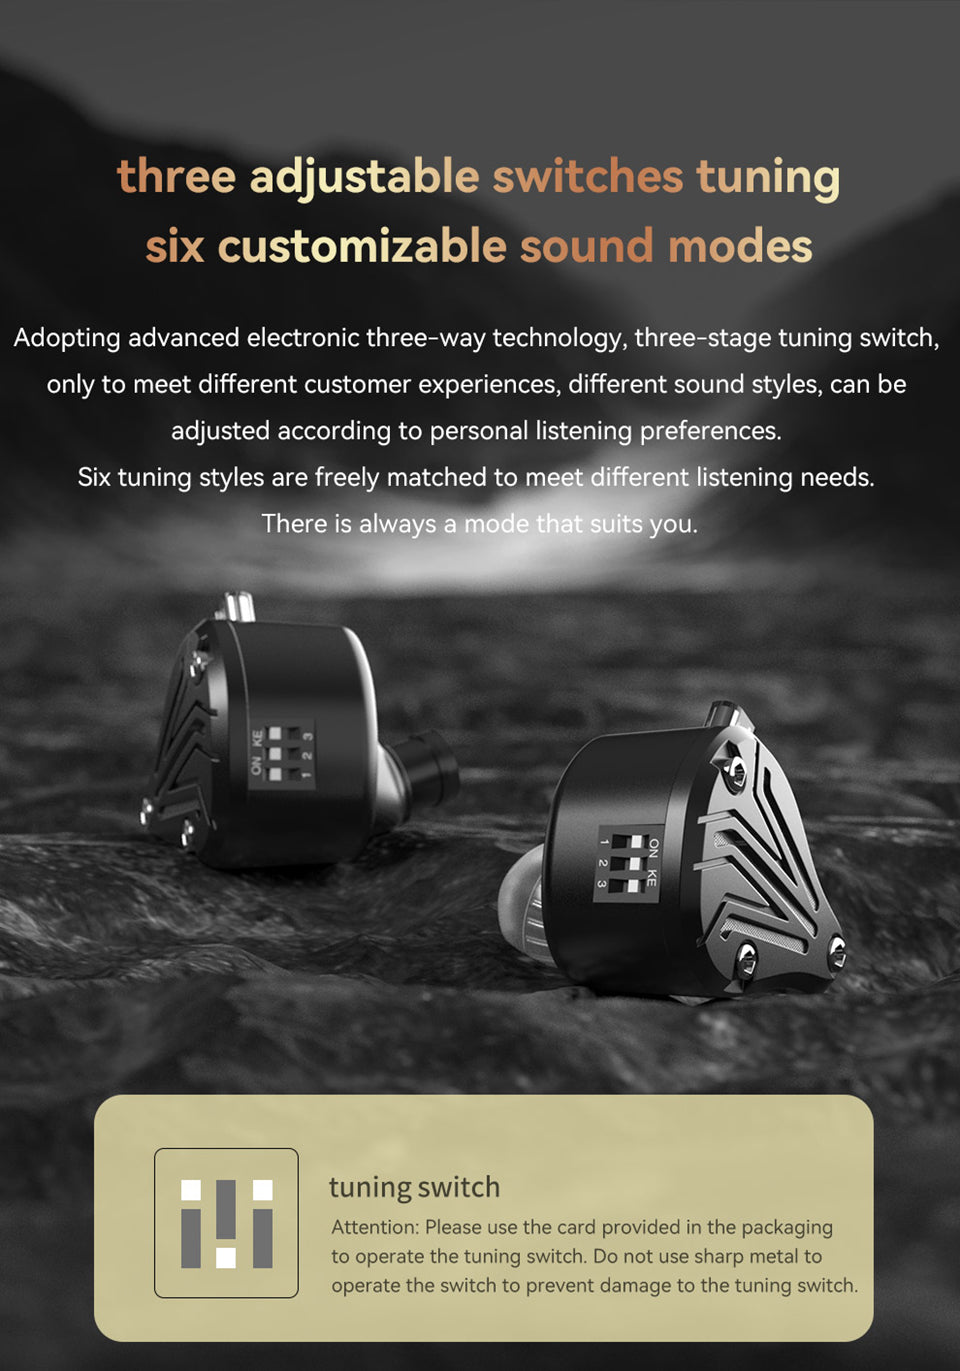 three adjustable switches tuning
six customizable sound modes
Adopting advanced electronic three-way technology, three-stage tuning switch,
only to meet different customer experiences, different sound styles, can be
adjusted according to personal listening preferences.
Six tuning styles are freely matched to meet different listening needs.
There is always a mode that suits you.
ON KE
1 2 3
ON KE
1 2 3
tuning switch
Attention: Please use the card provided in the packaging
to operate the tuning switch. Do not use sharp metal to
operate the switch to prevent damage to the tuning switch.